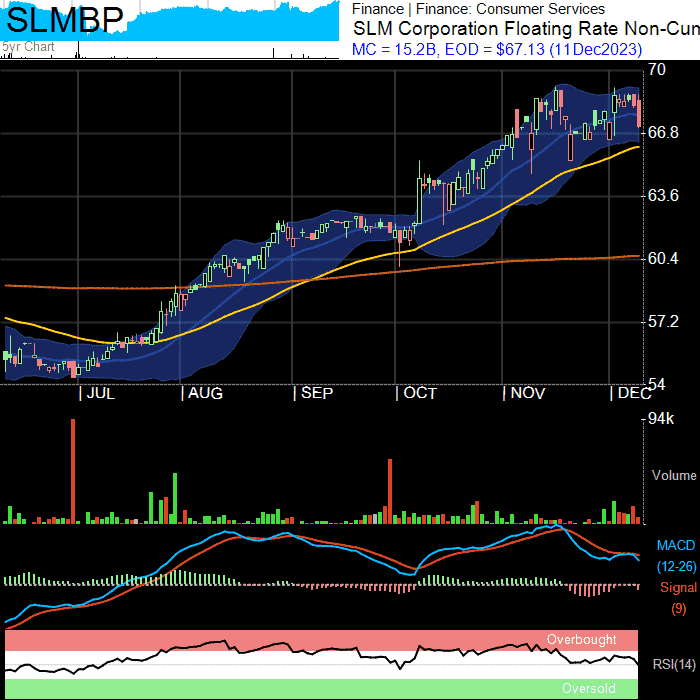 SLMBP
5yr Chart
Finance | Finance: Consumer Services
SLM Corporation Floating Rate Non-Cun
MC = 15.2B, EOD = $67.13 (11Dec2023)
70
66.8
63.6
60.4
57.2
54
| JUL | AUG | SEP | OCT | NOV | DEC
94k
Volume
MACD
(12-26)
Signal
(9)
Overbought
RSI(14)
Oversold